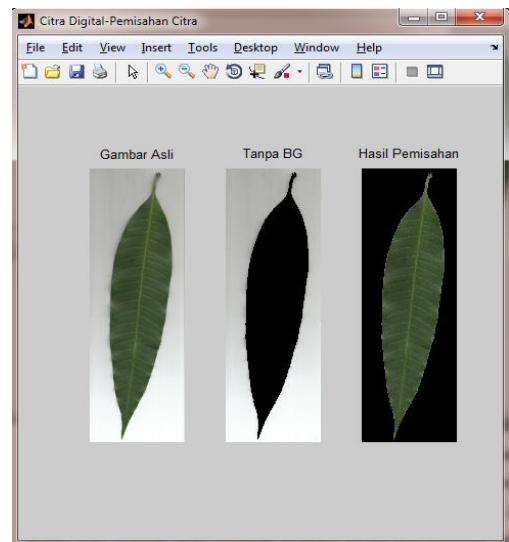 Citra Digital-Pemisahan Citra
File Edit View Insert Tools Desktop Window Help
Gambar Asli Tanpa BG Hasil Pemisahan